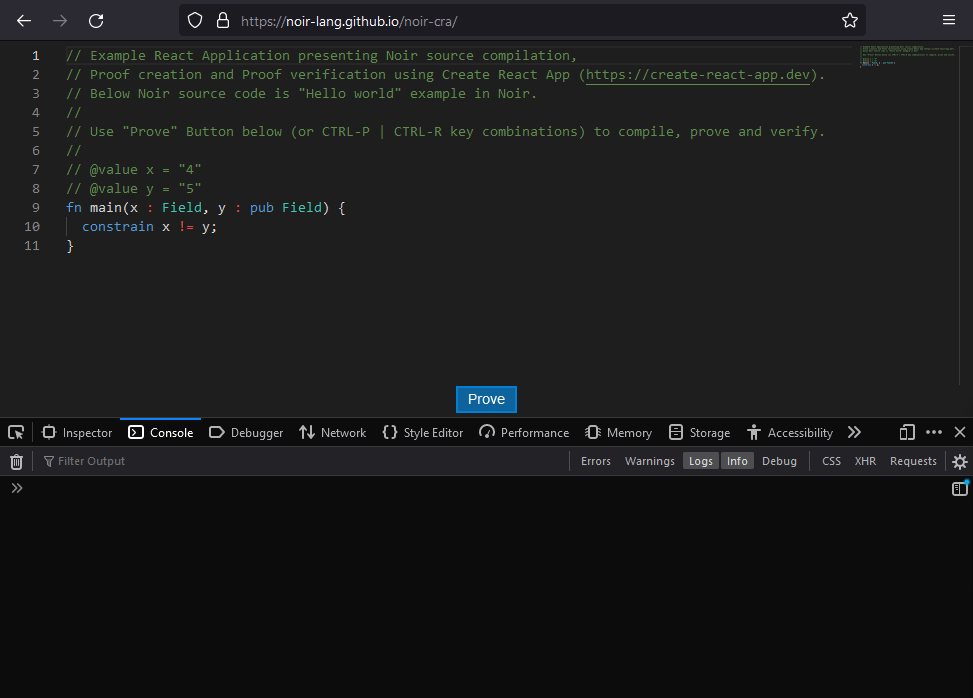 https://noir-lang.github.io/noir-cra/
1 // Example React Application presenting Noir source compilation,
2 // Proof creation and Proof verification using Create React App (https://create-react-app.dev).
3 // Below Noir source code is "Hello world" example in Noir.
4 //
5 // Use "Prove" Button below (or CTRL-P | CTRL-R key combinations) to compile, prove and verify.
6 //
7 // @value x = "4"
8 // @value y = "5"
9 fn main(x : Field, y : pub Field) {
10 constrain x != y;
11 }
Prove
Inspector Console Debugger Network {} Style Editor Performance Memory Storage Accessibility
Filter Output Errors Warnings Logs Info Debug CSS XHR Requests